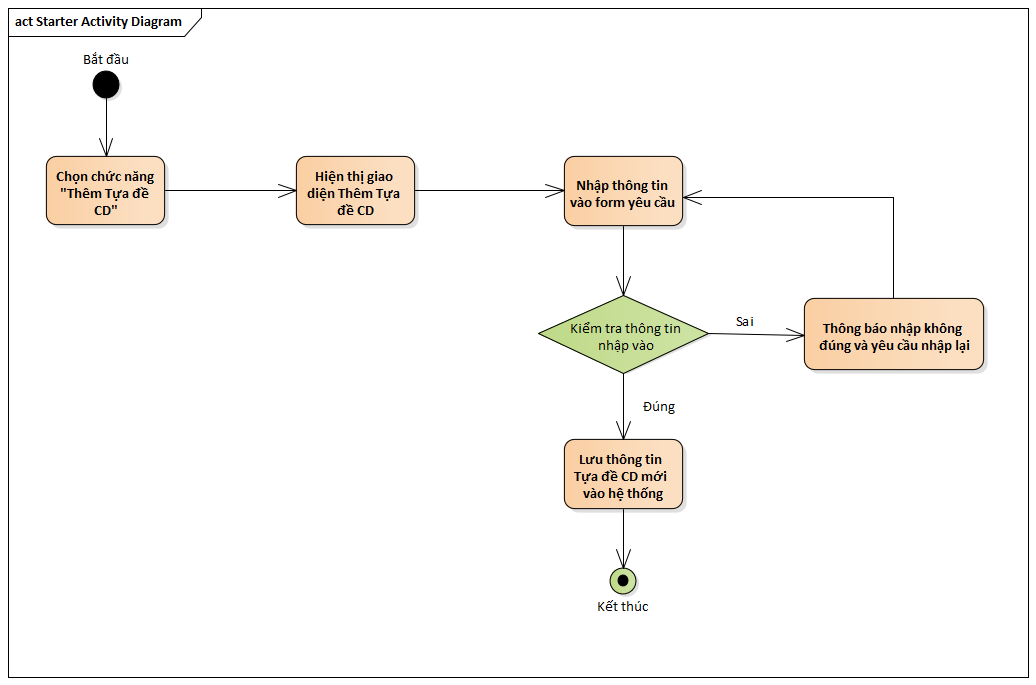 act Starter Activity Diagram
Bắt đầu
Chọn chức năng
"Thêm Tựa đề
CD"
Hiện thị giao
diện Thêm Tựa
đề CD
Nhập thông tin
vào form yêu cầu
Kiểm tra thông tin
nhập vào
Sai
Thông báo nhập không
đúng và yêu cầu nhập lại
Đúng
Lưu thông tin
Tựa đề CD mới
vào hệ thống
Kết thúc